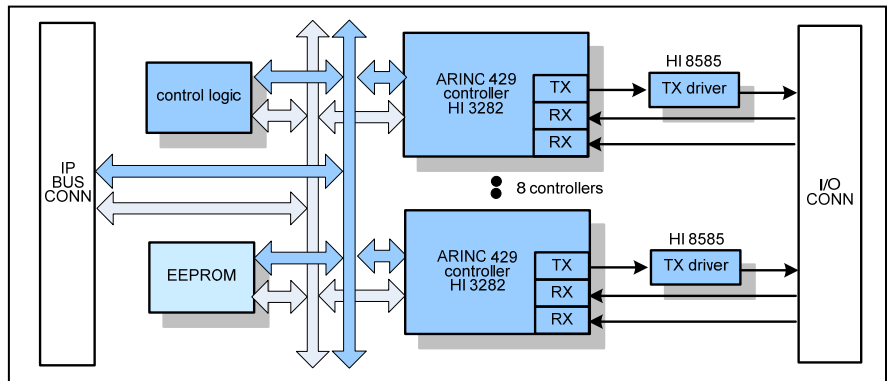 IP
BUS
CONN
control logic
EEPROM
ARINC 429
controller
HI 3282
TX
RX
RX
HI 8585
TX driver
8 controllers
ARINC 429
controller
HI 3282
TX
RX
RX
HI 8585
TX driver
I/O
CONN